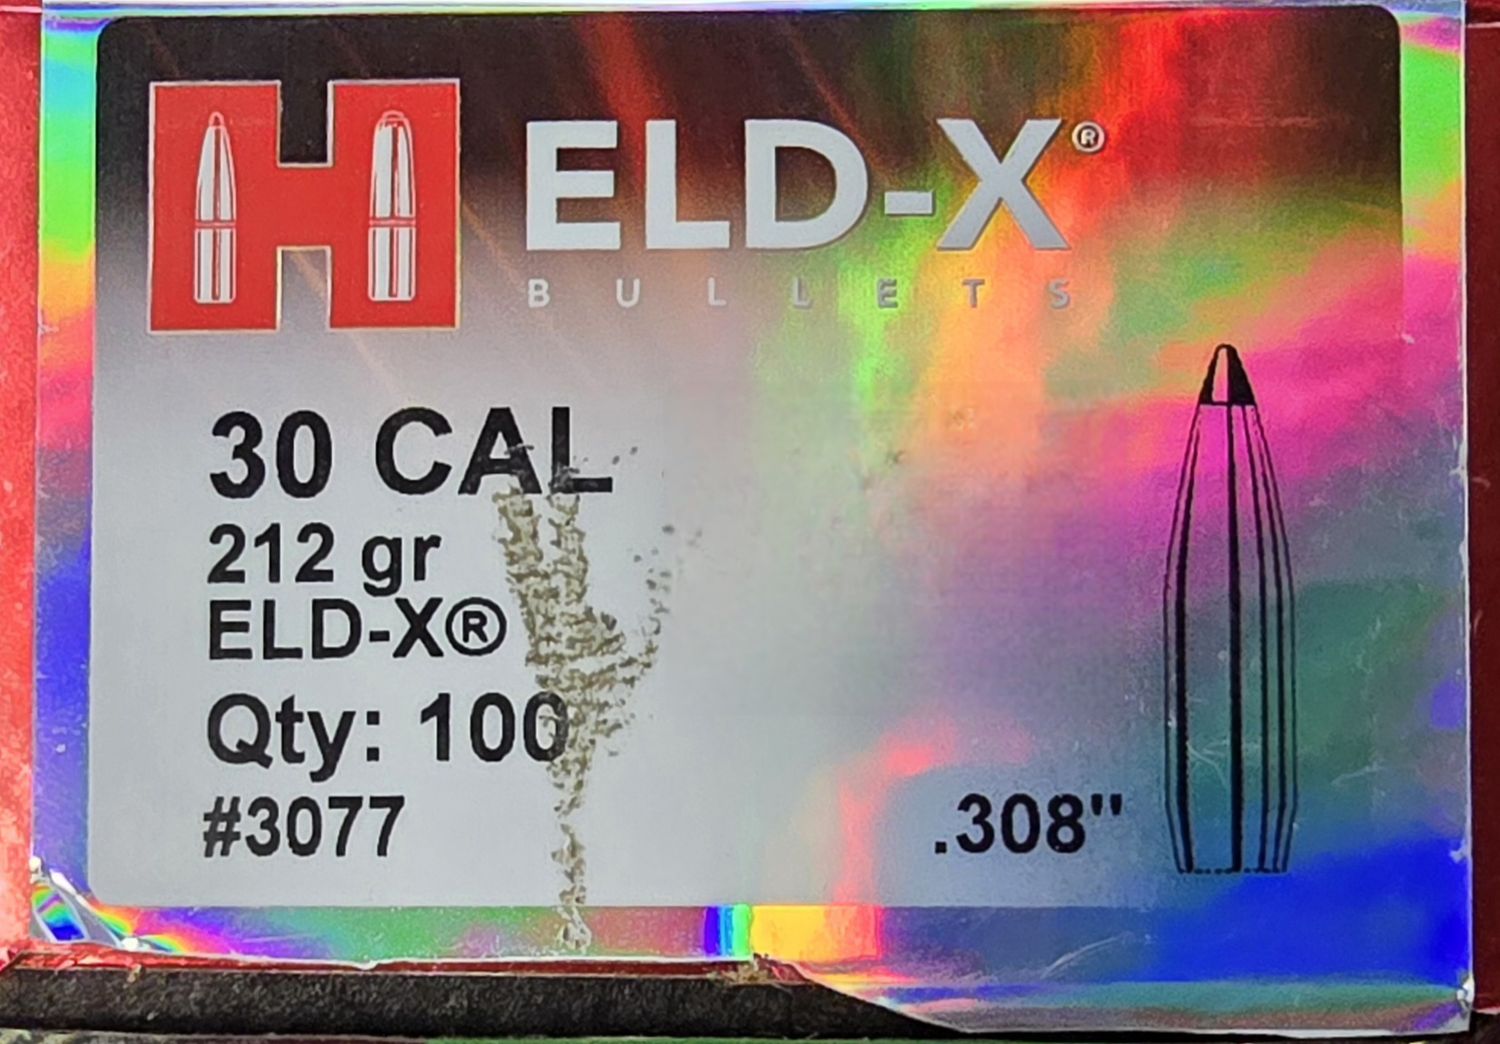 H
ELD-X®
BULLETS
30 CAL
212 gr
ELD-X®
Qty: 100
#3077
.308"